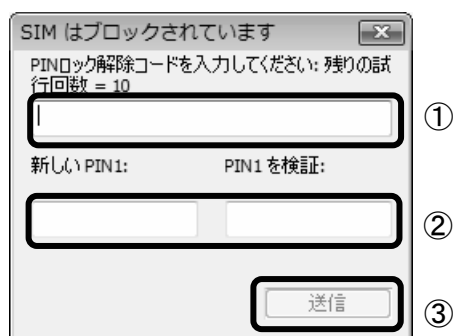 SIM はブロックされています
PINロック解除コードを入力してください: 残りの試
行回数 = 10
①
新しい PIN1: PIN1 を検証:
②
送信
③